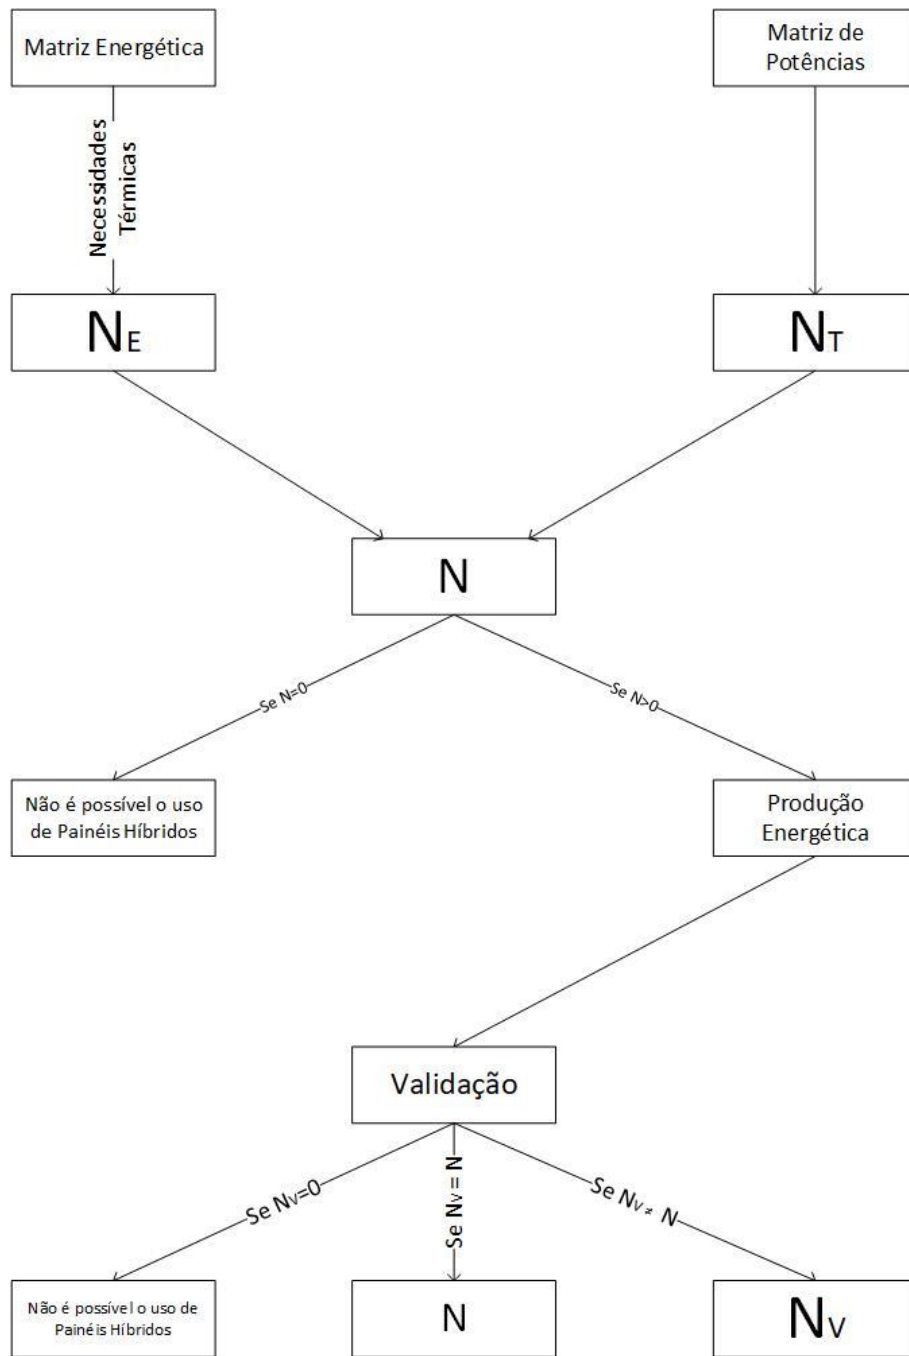 Matriz Energética
Matriz de
Potências
Necessidades
Térmicas
NE
NT
N
Se N=0
Se N>0
Não é possível o uso
de Painéis Híbridos
Produção
Energética
Validação
Se NV=0
Se NV = N
Se NV ≠ N
Não é possível o uso de
Painéis Híbridos
N
NV